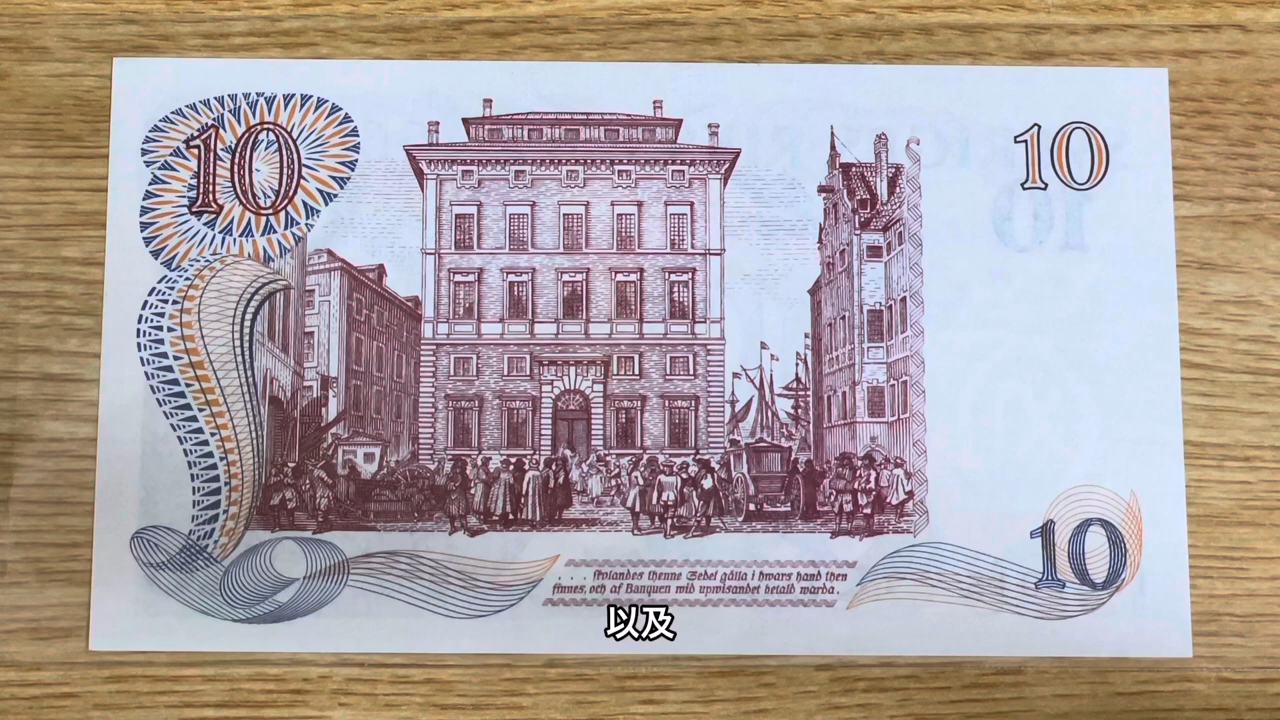 10
10
. . . skolandes thenne Sedel gälla i hwars hand then
finnes, och af Banquen wid upwisandet betald warda.
10
以及